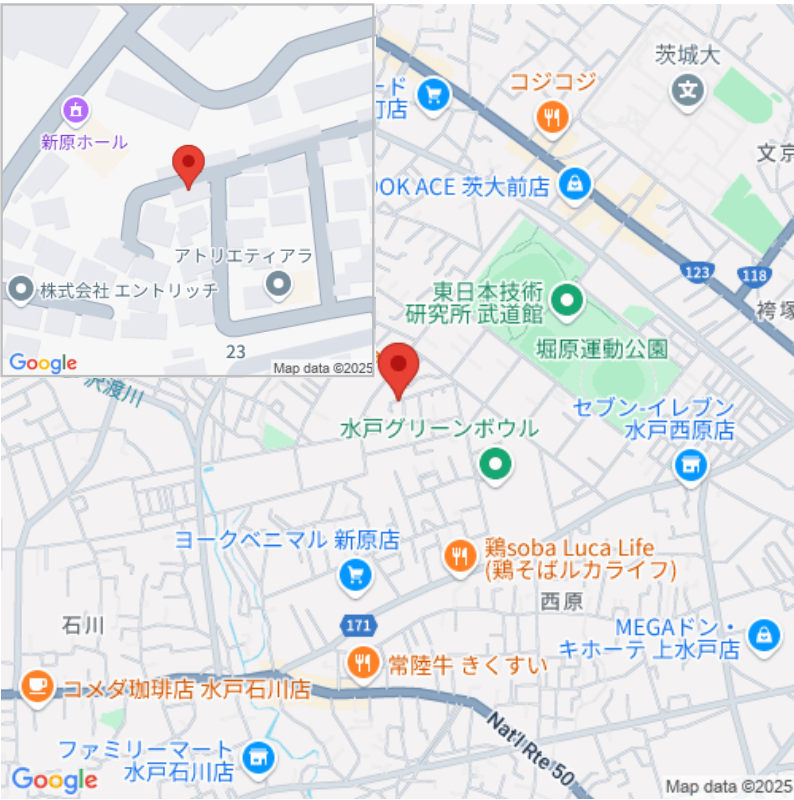 新原ホール
アトリエティアラ
株式会社 エントリッチ
23
Google
Map data ©2025
茨城大
コジコジ
ード
町店
文京
OOK ACE 茨大前店
123
118
袴塚
東日本技術
研究所 武道館
堀原運動公園
沢渡川
水戸グリーンボウル
セブン-イレブン
水戸西原店
ヨークベニマル 新原店
鶏soba Luca Life
(鶏そばルカライフ)
西原
石川
171
MEGAドン・
キホーテ 上水戸店
常陸牛 きくすい
コメダ珈琲店 水戸石川店
Nat'l Rte 50
ファミリーマート
水戸石川店
Google
Map data ©2025